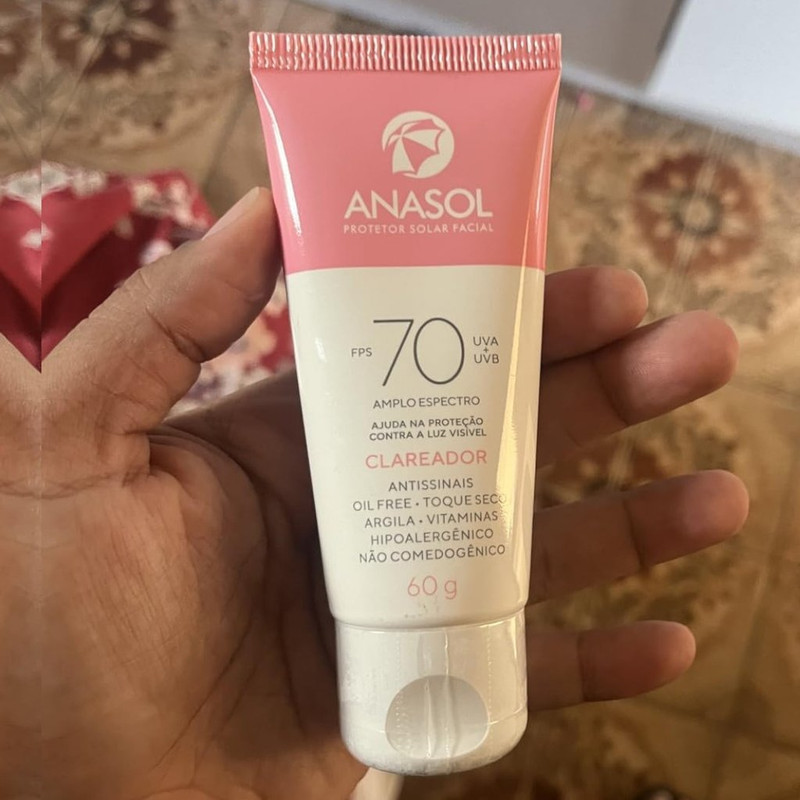 ANASOL
PROTETOR SOLAR FACIAL
FPS 70 UVA + UVB
AMPLO ESPECTRO
AJUDA NA PROTEÇÃO
CONTRA A LUZ VISÍVEL
CLAREADOR
ANTISSINAIS
OIL FREE • TOQUE SECO
ARGILA • VITAMINAS
HIPOALERGÊNICO
NÃO COMEDOGÊNICO
60 g